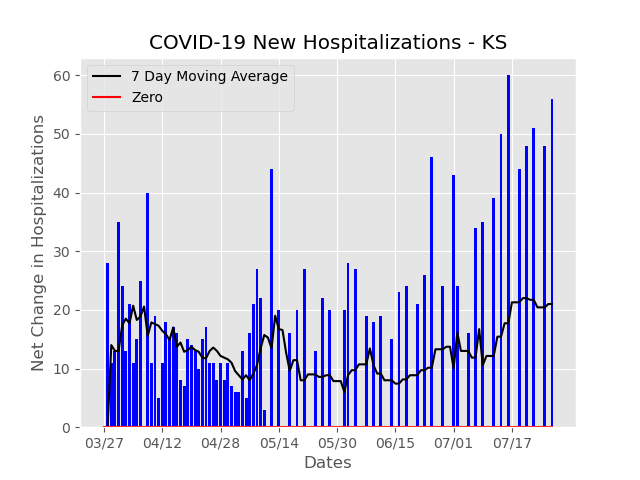 COVID-19 New Hospitalizations - KS
7 Day Moving Average
Zero
Net Change in Hospitalizations
60
50
40
30
20
10
0
03/27 04/12 04/28 05/14 05/30 06/15 07/01 07/17
Dates